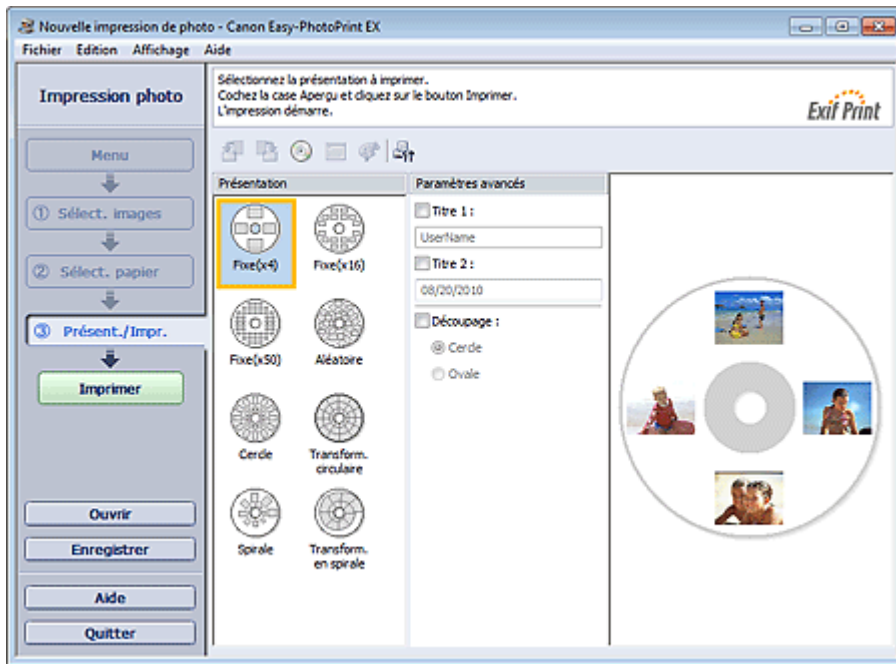 Nouvelle impression de photo - Canon Easy-PhotoPrint EX
Fichier Edition Affichage Aide
Impression photo
Sélectionnez la présentation à imprimer.
Cochez la case Aperçu et cliquez sur le bouton Imprimer.
L'impression démarre.
Exif Print
Menu
① Sélect. images
② Sélect. papier
③ Présent./Impr.
Imprimer
Ouvrir
Enregistrer
Aide
Quitter
Présentation
Fixe(x4) Fixe(x16)
Fixe(x50) Aléatoire
Cercle Transform. circulaire
Spirale Transform. en spirale
Paramètres avancés
Titre 1 :
UserName
Titre 2 :
08/20/2010
Découpage :
Cercle
Ovale